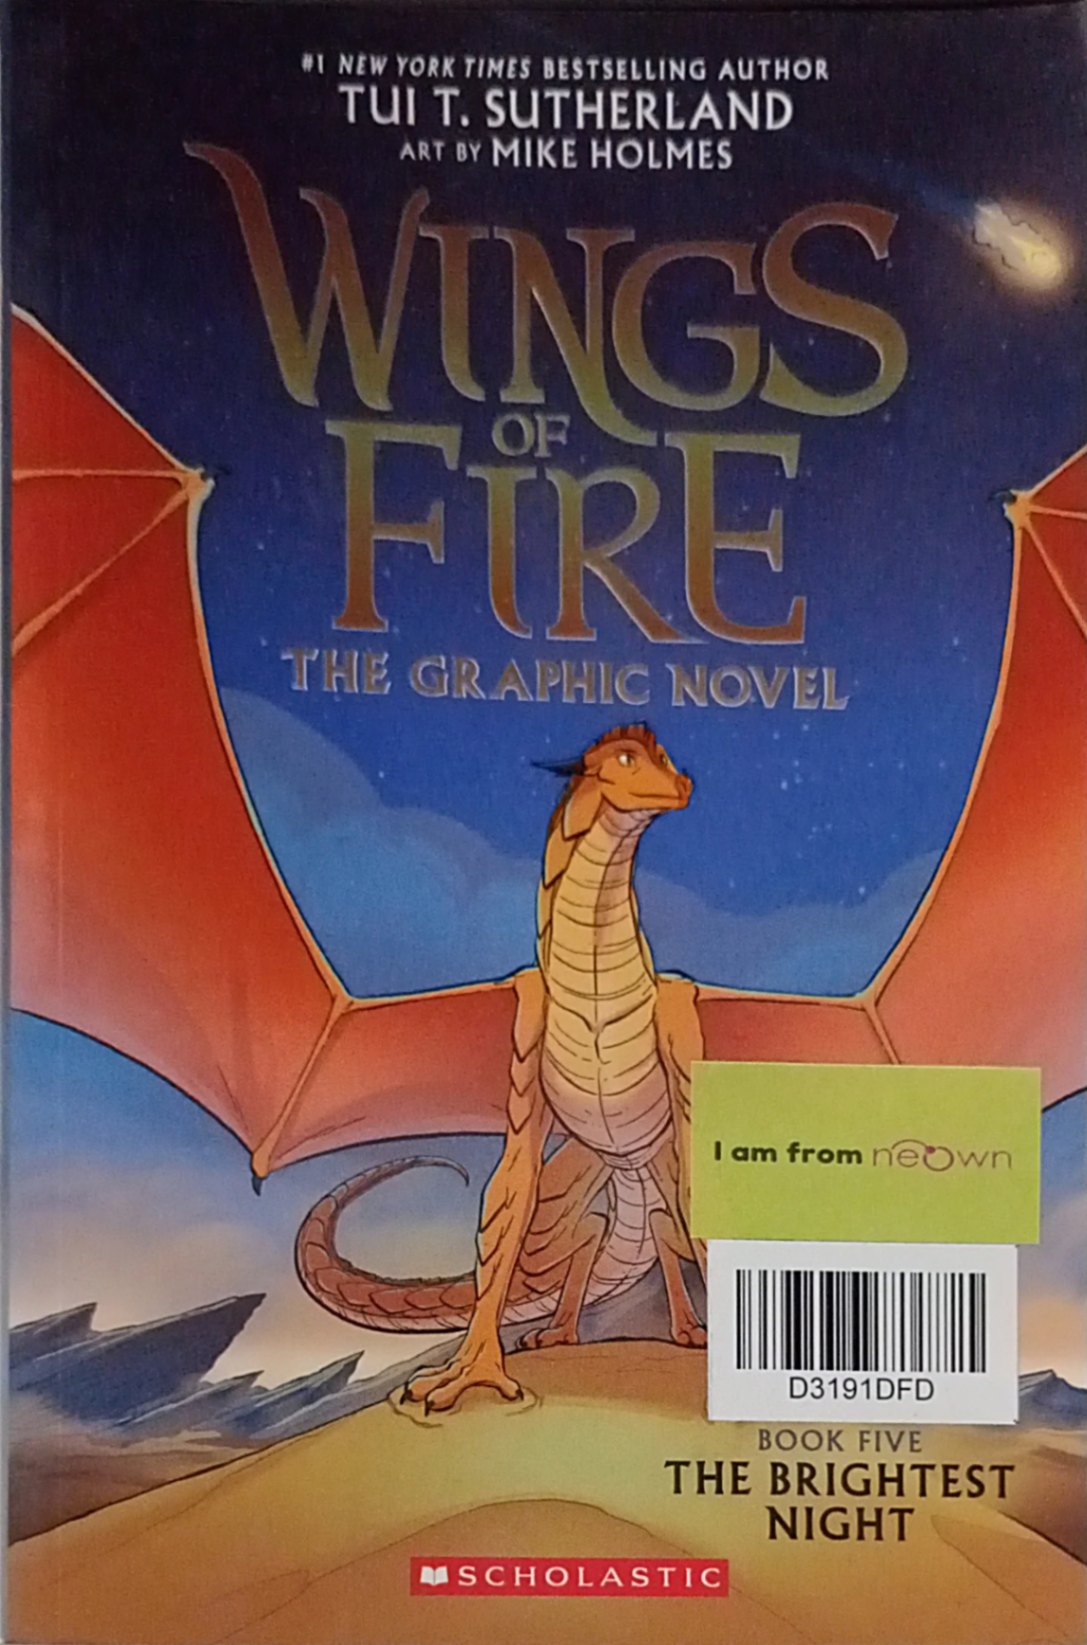 #1 NEW YORK TIMES BESTSELLING AUTHOR
TUI T. SUTHERLAND
ART BY MIKE HOLMES
WINGS
OF
FIRE
THE GRAPHIC NOVEL
I am from neOwn
D3191DFD
BOOK FIVE
THE BRIGHTEST
NIGHT
SCHOLASTIC